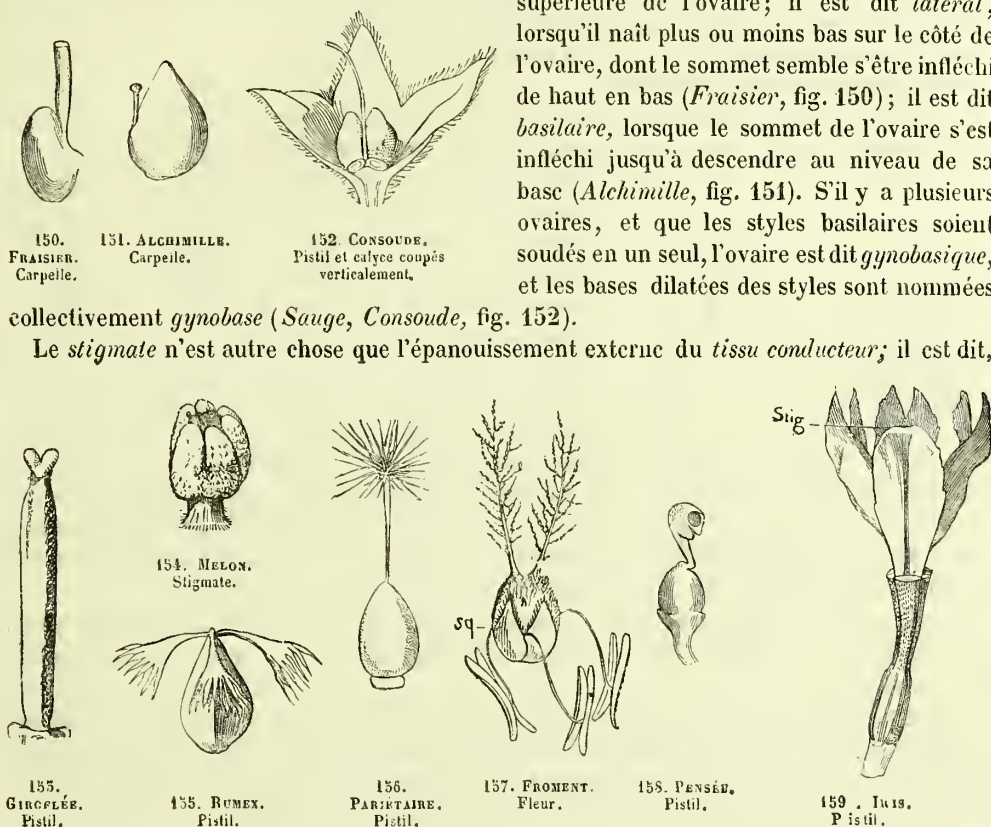 supérieure de l'ovaire; il est dit latéral,
lorsqu'il naît plus ou moins bas sur le côté de
l'ovaire, dont le sommet semble s'être infléchi
de haut en bas (Fraisier, fig. 150); il est dit
basilaire, lorsque le sommet de l'ovaire s'est
infléchi jusqu'à descendre au niveau de sa
base (Alchimille, fig. 151). S'il y a plusieurs
ovaires, et que les styles basilaires soient
soudés en un seul, l'ovaire est dit gynobasique,
et les bases dilatées des styles sont nommées
150.
FRAISIER.
Carpelle.
151. ALCHIMILLE.
Carpelle.
152. CONSOUDE.
Pistil et calyce coupés
verticalement.
collectivement gynobase (Sauge, Consoude, fig. 152).
Le stigmate n'est autre chose que l'épanouissement externe du tissu conducteur; il est dit,
Stig
154. MELON.
Stigmate.
sq
153.
GIROFLÉE.
Pistil.
155. RUMEX.
Pistil.
156.
PARIÉTAIRE.
Pistil.
157. FROMENT.
Fleur.
158. PENSÉE.
Pistil.
159. IRIS.
Pistil.